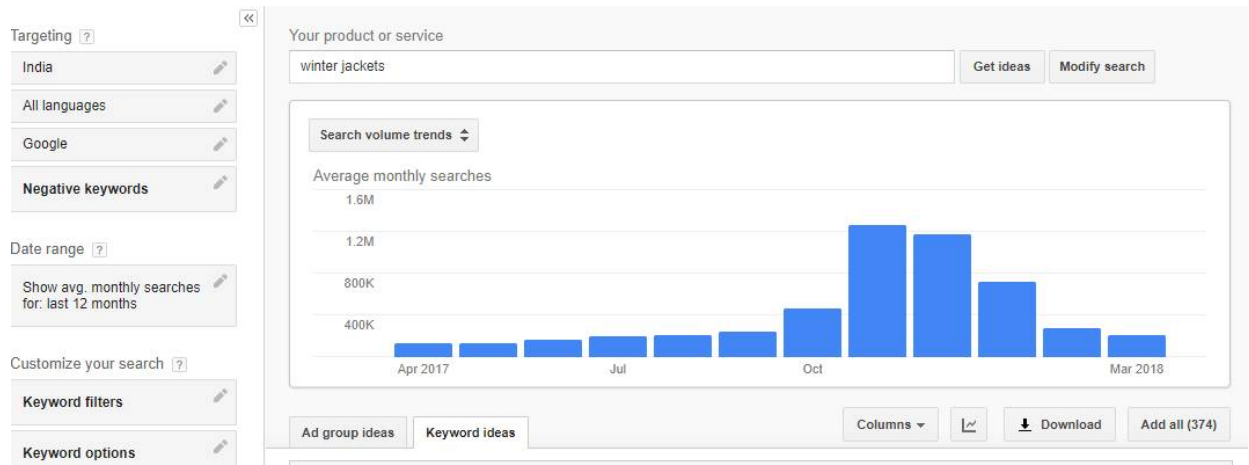 Targeting ?
India
All languages
Google
Negative keywords
Date range ?
Show avg. monthly searches
for: last 12 months
Customize your search ?
Keyword filters
Keyword options
«
Your product or service
winter jackets
Get ideas
Modify search
Search volume trends
Average monthly searches
1.6M
1.2M
800K
400K
Apr 2017
Jul
Oct
Mar 2018
Ad group ideas
Keyword ideas
Columns
Download
Add all (374)